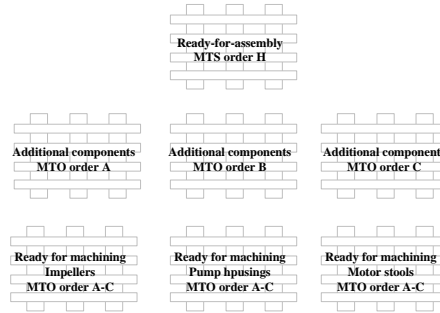 Ready-for-assembly
MTS order H
Additional components
MTO order A
Additional components
MTO order B
Additional component
MTO order C
Ready for machining
Impellers
MTO order A-C
Ready for machining
Pump hpusings
MTO order A-C
Ready for machining
Motor stools
MTO order A-C